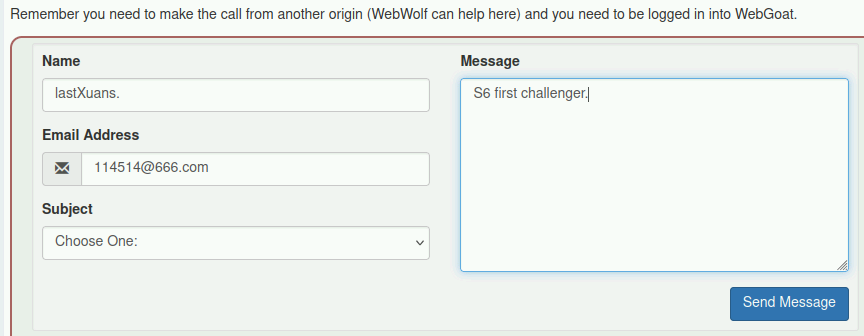 Remember you need to make the call from another origin (WebWolf can help here) and you need to be logged in into WebGoat.
Name
lastXuans.
Email Address
114514@666.com
Subject
Choose One:
Message
S6 first challenger.
Send Message